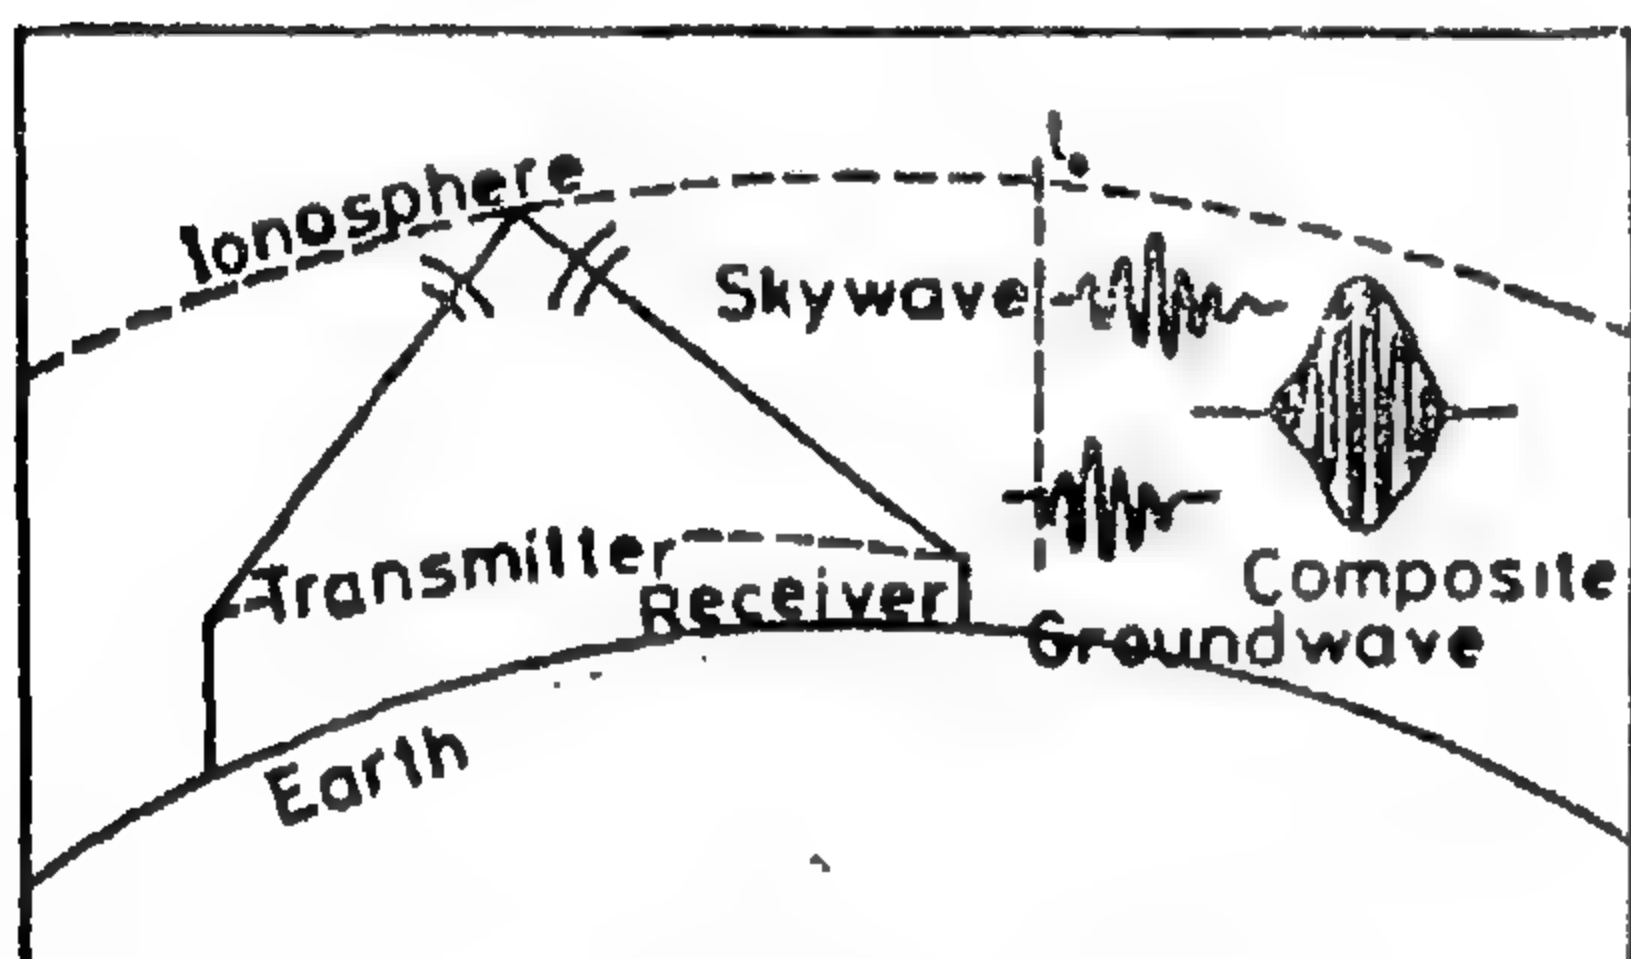 Ionosphere
Skywave
Transmitter
Receiver
Composite
Groundwave
Earth